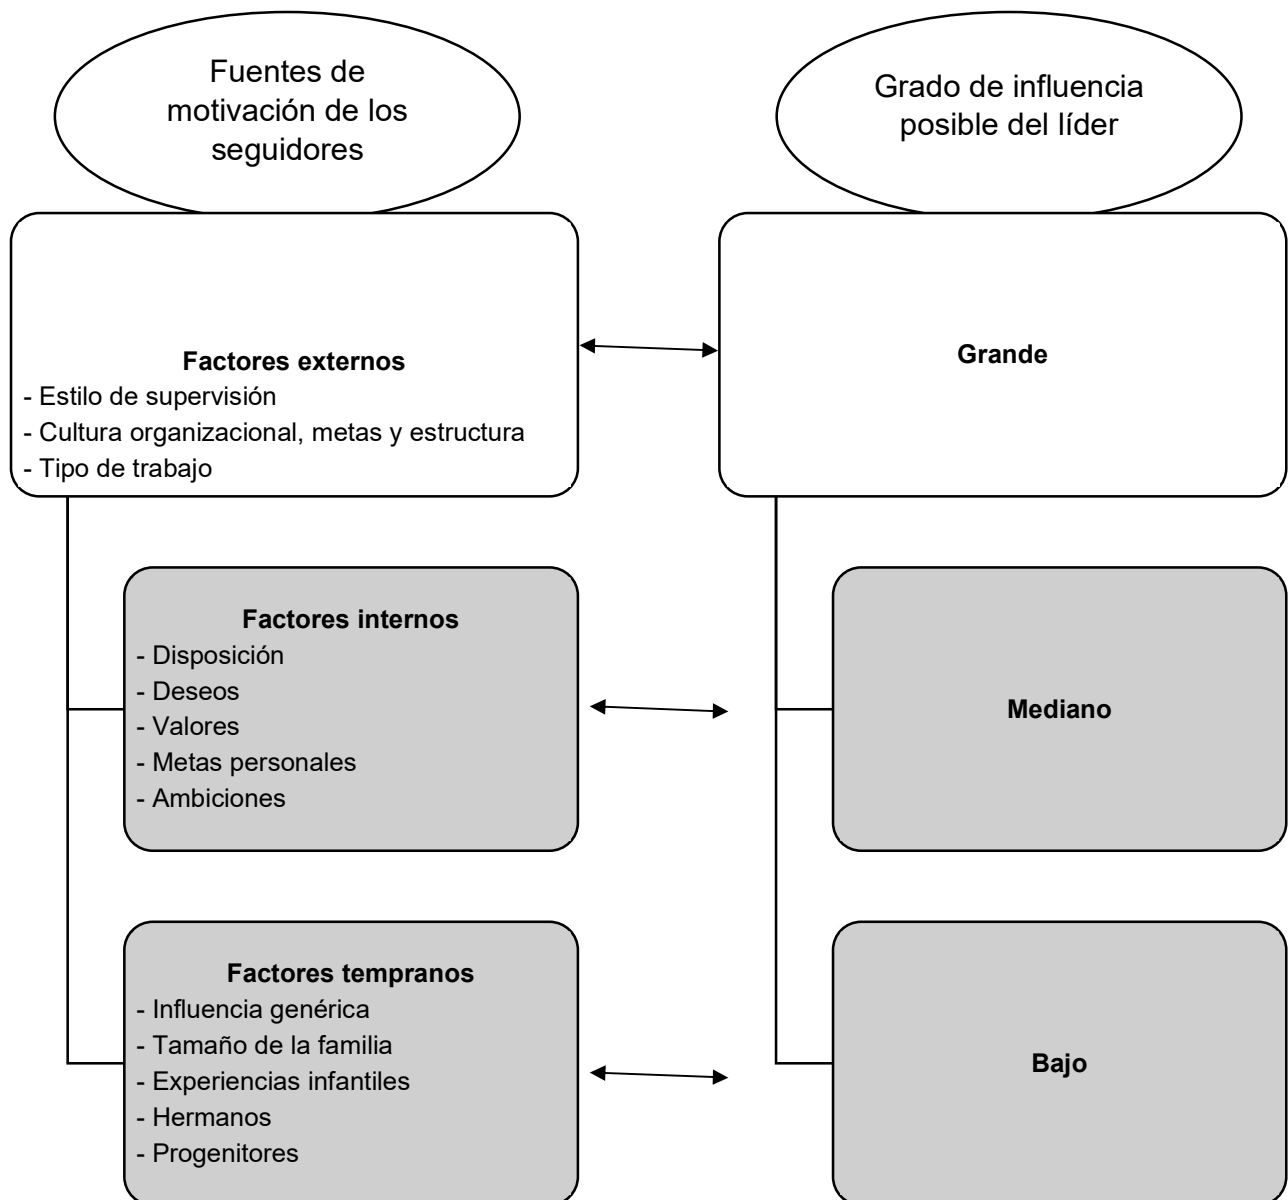 Fuentes de
motivación de los
seguidores
Grado de influencia
posible del líder
Factores externos
- Estilo de supervisión
- Cultura organizacional, metas y estructura
- Tipo de trabajo
Grande
Factores internos
- Disposición
- Deseos
- Valores
- Metas personales
- Ambiciones
Mediano
Factores tempranos
- Influencia genérica
- Tamaño de la familia
- Experiencias infantiles
- Hermanos
- Progenitores
Bajo